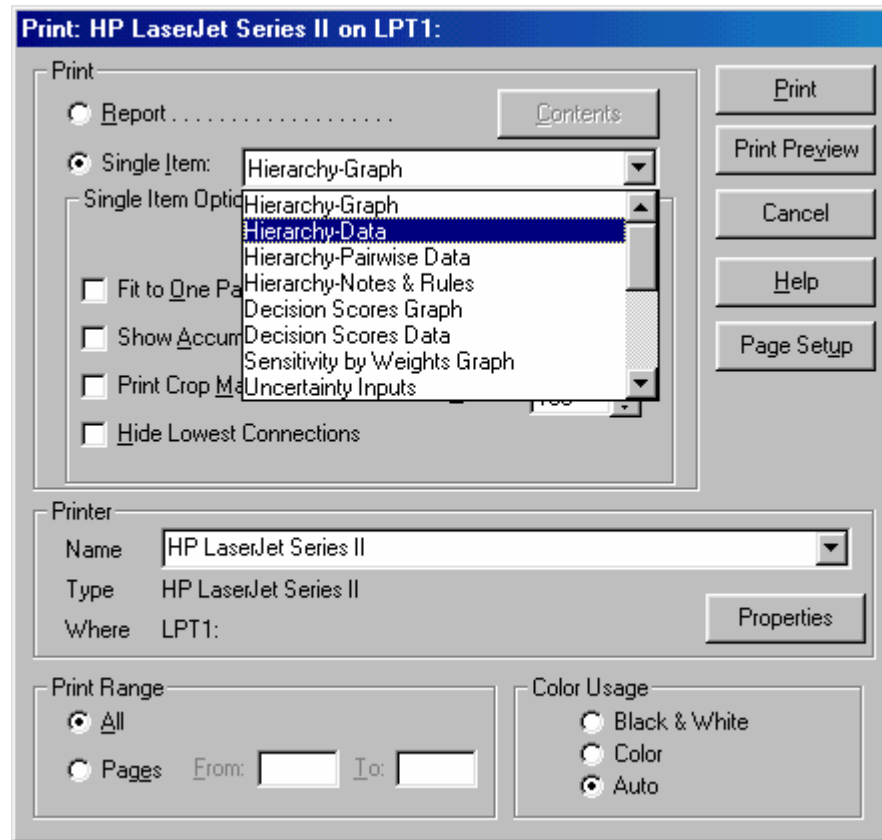 Print: HP LaserJet Series II on LPT1:
Print
Report . . . . . . . . . . . . . . . . . . .
Contents
Print
Single Item:
Hierarchy-Graph
Print Preview
Single Item
Hierarchy-Graph
Cancel
Hierarchy-Data
Hierarchy-Pairwise Data
Help
Fit to One
Hierarchy-Notes & Rules
Decision Scores Graph
Show
Decision Scores Data
Page Setup
Sensitivity by Weights Graph
Print Crop
Uncertainty Inputs
Hide Lowest Connections
Printer
Name HP LaserJet Series II
Type HP LaserJet Series II
Where LPT1:
Properties
Print Range
All
Pages From: To:
Color Usage
Black & White
Color
Auto